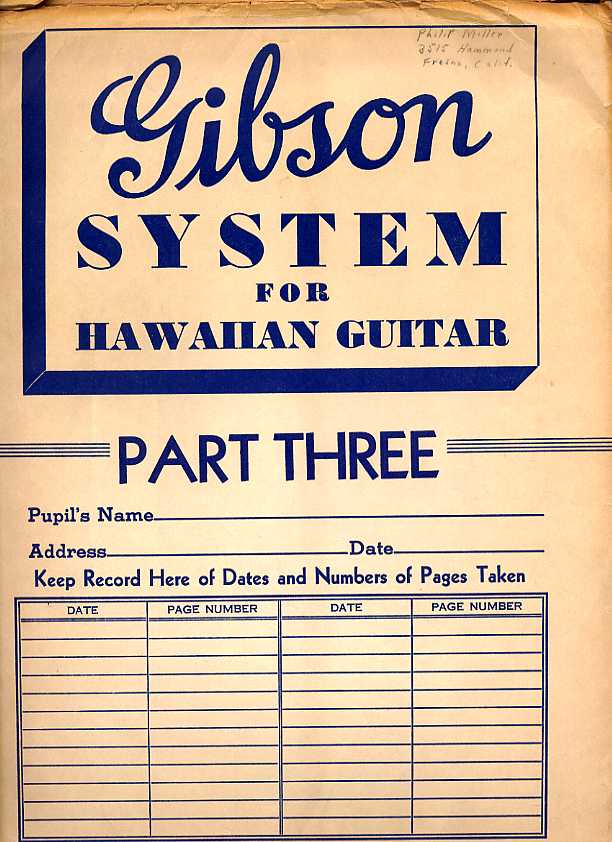 Philip Miller
3515 Hammond
Fresno, Calif.
Gibson
SYSTEM
FOR
HAWAIIAN GUITAR
PART THREE
Pupil's Name
Address Date
Keep Record Here of Dates and Numbers of Pages Taken
DATE PAGE NUMBER DATE PAGE NUMBER